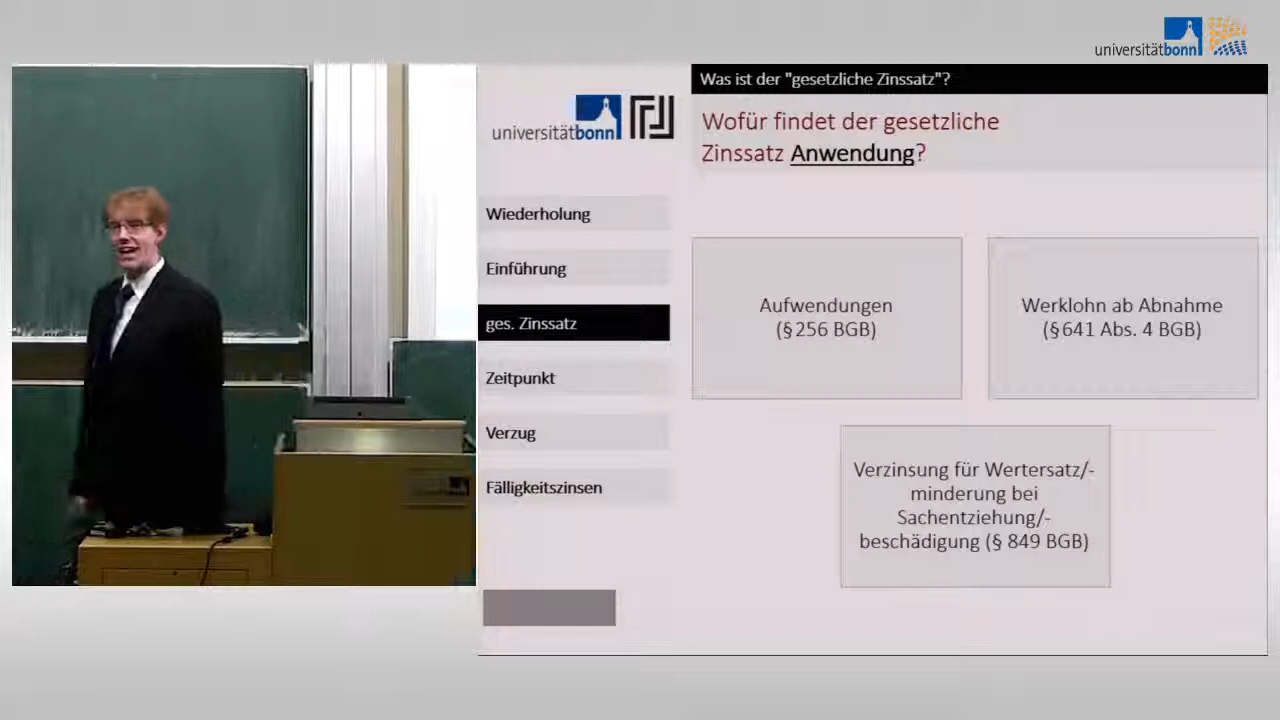 universitätbonn
Was ist der "gesetzliche Zinssatz"?
universitätbonn
Wofür findet der gesetzliche
Zinssatz Anwendung?
Wiederholung
Einführung
ges. Zinssatz
Zeitpunkt
Verzug
Fälligkeitszinsen
Aufwendungen
(§ 256 BGB)
Werklohn ab Abnahme
(§ 641 Abs. 4 BGB)
Verzinsung für Wertersatz/-
minderung bei
Sachentziehung/-
beschädigung (§ 849 BGB)